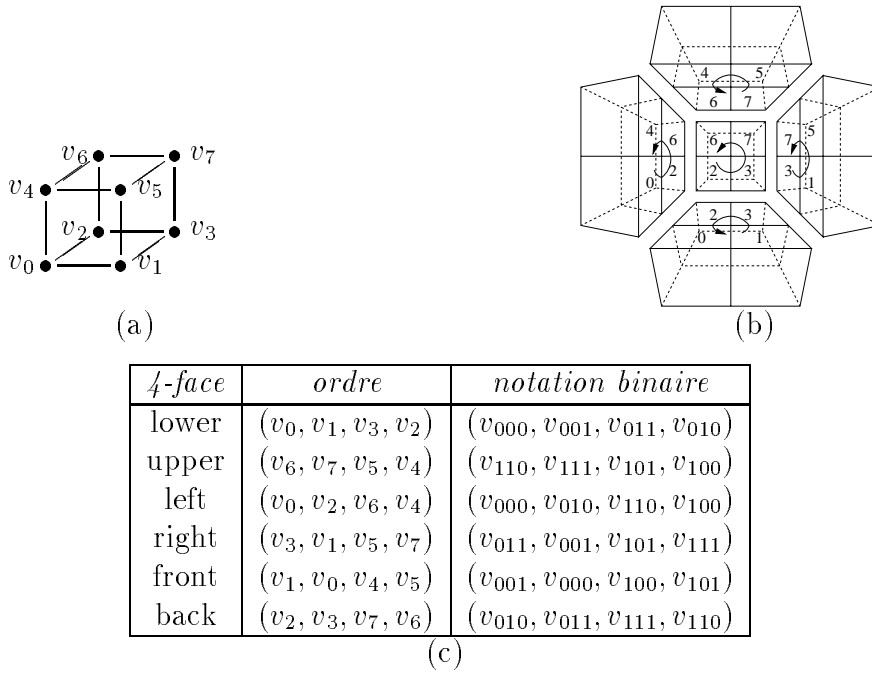 v6 v7
v4 v5
v2 v3
v0 v1
(a)
4 5
6 7
4 6
0 2
6 7
2 3
7 5
3 1
2 3
0 1
(b)
4-face ordre notation binaire
lower (v0, v1, v3, v2) (v000, v001, v011, v010)
upper (v6, v7, v5, v4) (v110, v111, v101, v100)
left (v0, v2, v6, v4) (v000, v010, v110, v100)
right (v3, v1, v5, v7) (v011, v001, v101, v111)
front (v1, v0, v4, v5) (v001, v000, v100, v101)
back (v2, v3, v7, v6) (v010, v011, v111, v110)
(c)